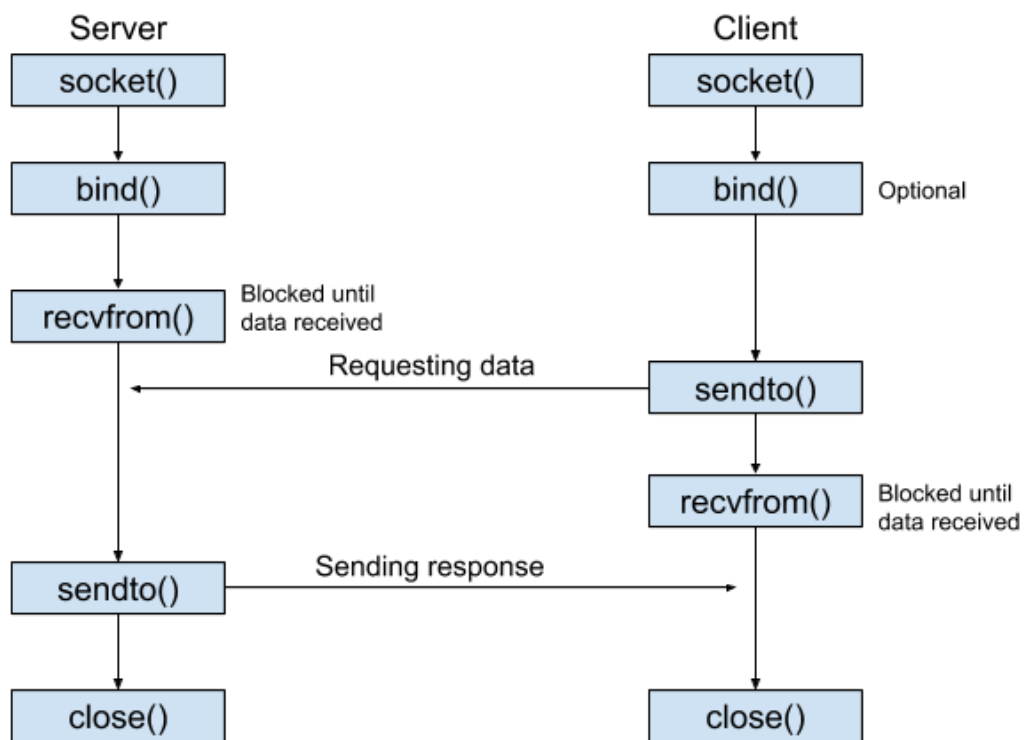 Server
Client
socket()
socket()
bind()
bind()
Optional
recvfrom()
Blocked until
data received
Requesting data
sendto()
recvfrom()
Blocked until
data received
sendto()
Sending response
close()
close()